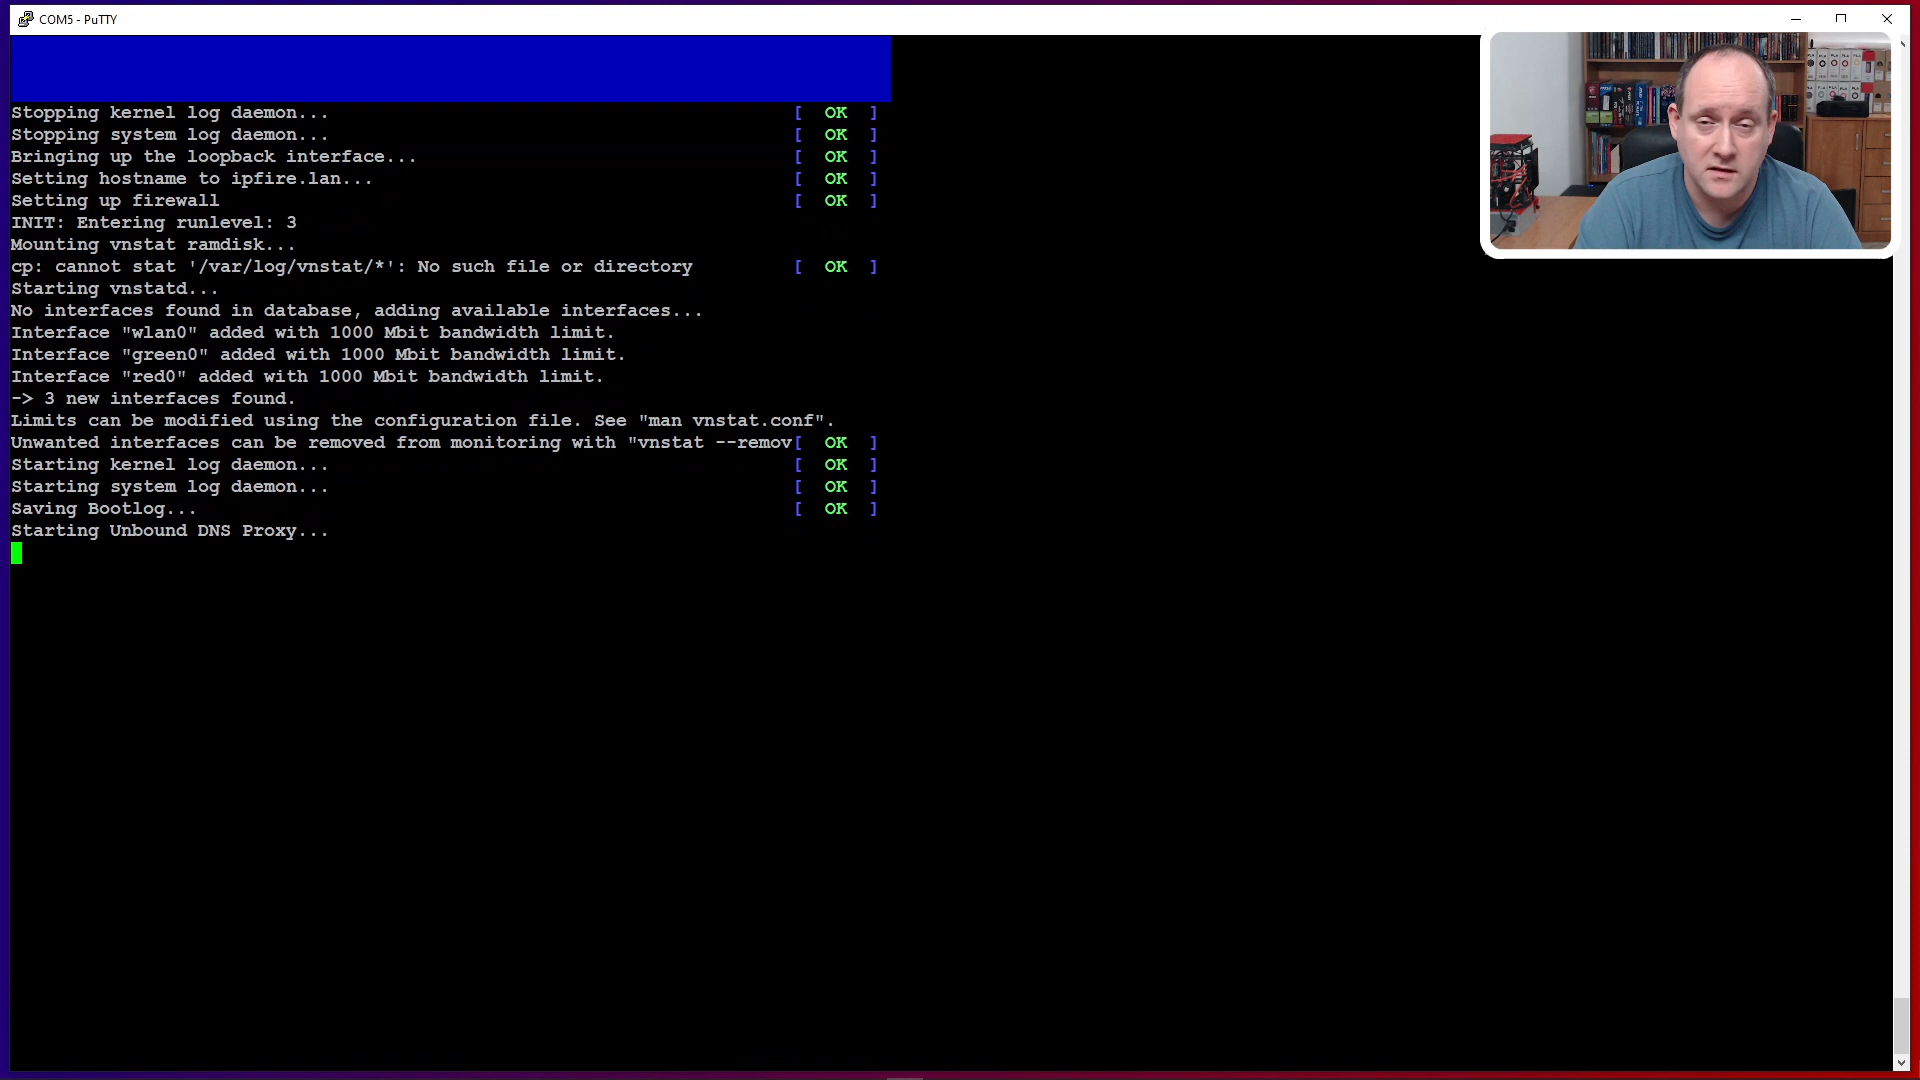 COM5 - PuTTY
Stopping kernel log daemon... [ OK ]
Stopping system log daemon... [ OK ]
Bringing up the loopback interface... [ OK ]
Setting hostname to ipfire.lan... [ OK ]
Setting up firewall [ OK ]
INIT: Entering runlevel: 3
Mounting vnstat ramdisk...
cp: cannot stat '/var/log/vnstat/*': No such file or directory [ OK ]
Starting vnstatd...
No interfaces found in database, adding available interfaces...
Interface "wlan0" added with 1000 Mbit bandwidth limit.
Interface "green0" added with 1000 Mbit bandwidth limit.
Interface "red0" added with 1000 Mbit bandwidth limit.
-> 3 new interfaces found.
Limits can be modified using the configuration file. See "man vnstat.conf".
Unwanted interfaces can be removed from monitoring with "vnstat --remov[ OK ]
Starting kernel log daemon... [ OK ]
Starting system log daemon... [ OK ]
Saving Bootlog... [ OK ]
Starting Unbound DNS Proxy...